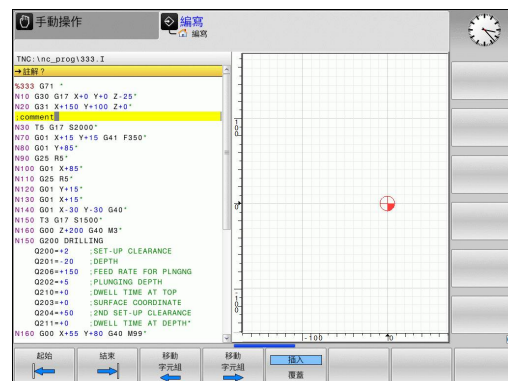 手動操作
編寫
編寫
TNC:\nc_prog\333.I
→註解 ?
%333 G71 *
N10 G30 G17 X+0 Y+0 Z-25*
N20 G31 X+150 Y+100 Z+0*
;comment
N30 T5 G17 S2000*
N70 G01 X+15 Y+15 G41 F350*
N80 G01 Y+85*
N90 G25 R5*
N100 G01 X+85*
N110 G25 R5*
N120 G01 Y+15*
N130 G01 X+15*
N140 G01 X-30 Y-30 G40*
N150 T3 G17 S1500*
N160 G00 Z+200 G40 M3*
N150 G200 DRILLING
Q200=+2 ;SET-UP CLEARANCE
Q201=-20 ;DEPTH
Q206=+150 ;FEED RATE FOR PLNGNG
Q202=+5 ;PLUNGING DEPTH
Q210=+0 ;DWELL TIME AT TOP
Q203=+0 ;SURFACE COORDINATE
Q204=+50 ;2ND SET-UP CLEARANCE
Q211=+0 ;DWELL TIME AT DEPTH*
N160 G00 X+55 Y+80 G40 M99*
100
0
-100
-100
0
起始
結束
移動
字元組
移動
字元組
插入
覆蓋